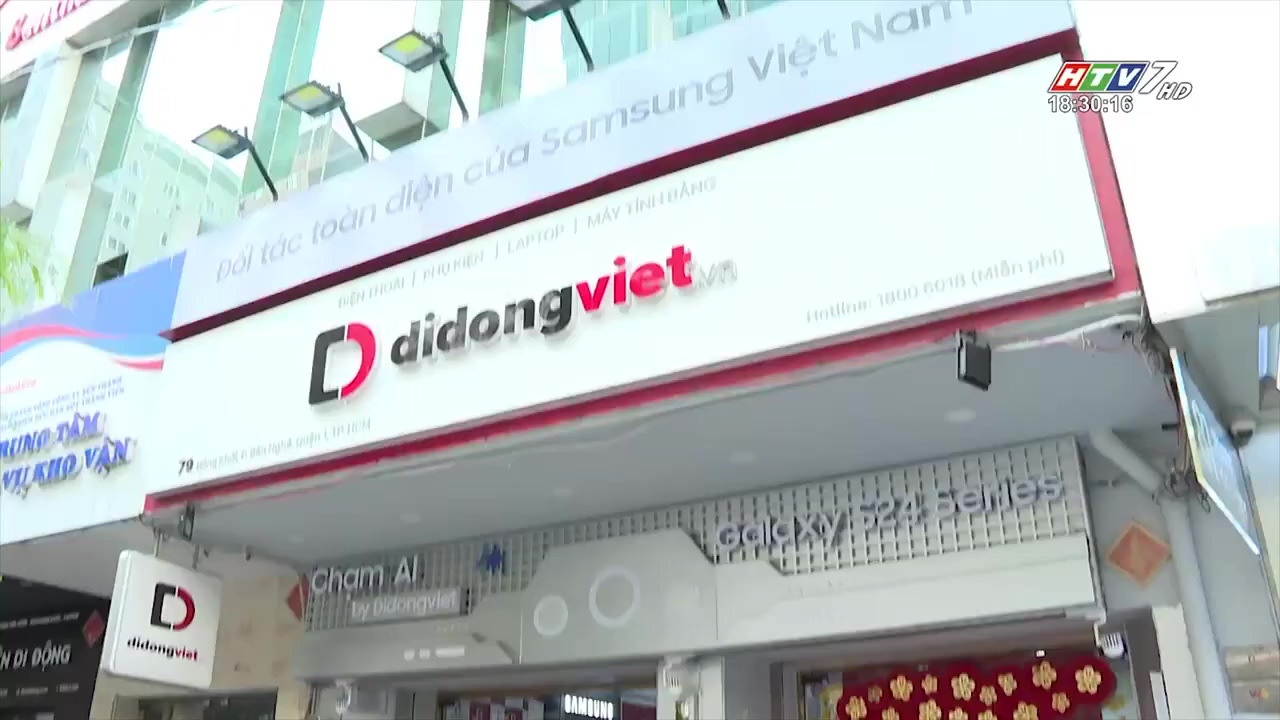 HTV7 HD
18:30:16
Đối tác toàn diện của Samsung Việt Nam
ĐIỆN THOẠI | PHỤ KIỆN | LAPTOP | MÁY TÍNH BẢNG
didongviet.vn
Hotline: 1800 6018 (Miễn phí)
79
TRUNG TÂM
VỤ KHO VẬN
Galaxy S24 Series
Chạm AI
by Didongviet
didongviet
DI ĐỘNG
SAMSUNG